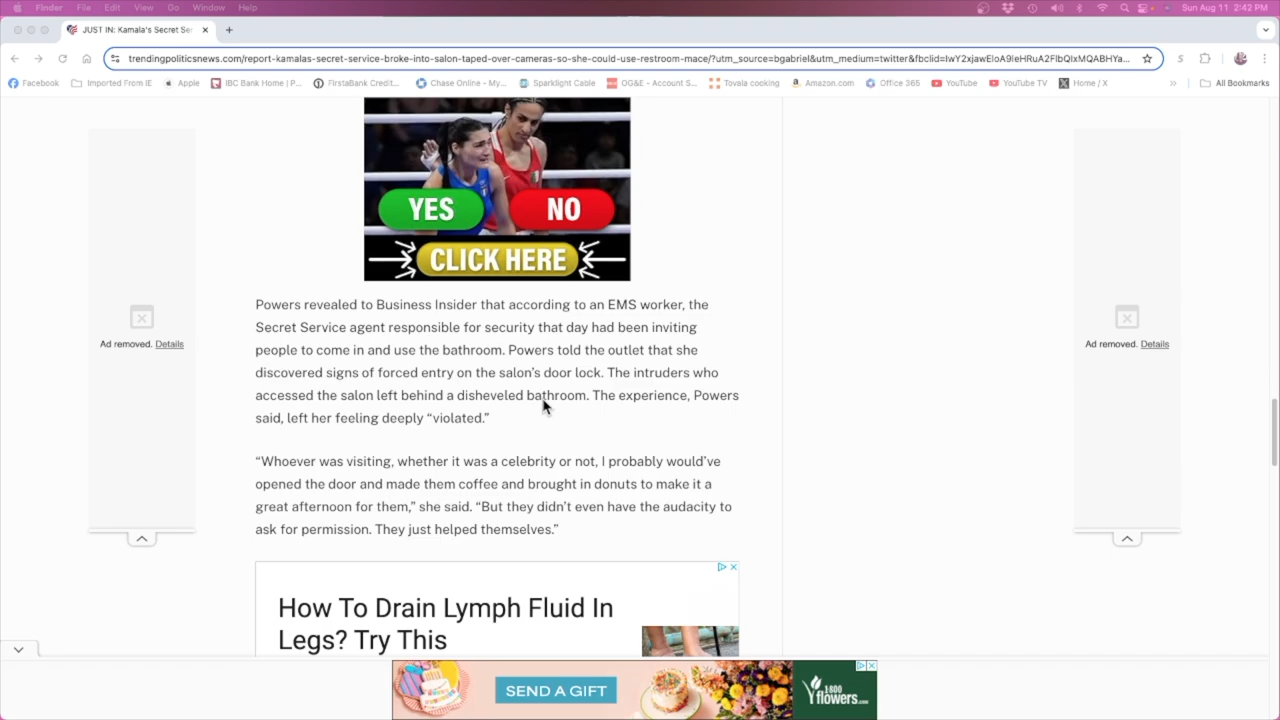 Finder File Edit View Go Window Help
Sun Aug 11 2:42 PM
JUST IN: Kamala's Secret Se
trendingpoliticsnews.com/report-kamalas-secret-service-broke-into-salon-taped-over-cameras-so-she-could-use-restroom-mace/?utm_source=bgabriel&utm_medium=twitter&fbclid=IwY2xjawEloA9leHRuA2FlbQIxMQABHYa...
Facebook Imported From IE Apple IBC Bank Home | P... FirstaBank Credit... Chase Online - My... Sparklight Cable OG&E - Account S... Tovala cooking Amazon.com Office 365 YouTube YouTube TV Home / X » All Bookmarks
YES NO
CLICK HERE
Powers revealed to Business Insider that according to an EMS worker, the
Secret Service agent responsible for security that day had been inviting
people to come in and use the bathroom. Powers told the outlet that she
Ad removed. Details
Ad removed. Details
discovered signs of forced entry on the salon's door lock. The intruders who
accessed the salon left behind a disheveled bathroom. The experience, Powers
said, left her feeling deeply “violated.”
“Whoever was visiting, whether it was a celebrity or not, I probably would've
opened the door and made them coffee and brought in donuts to make it a
great afternoon for them,” she said. “But they didn't even have the audacity to
ask for permission. They just helped themselves.”
How To Drain Lymph Fluid In
Legs? Try This
SEND A GIFT
1800
flowers.com